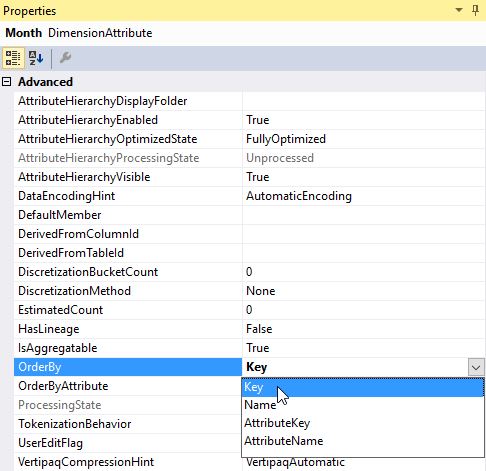 Properties
Month DimensionAttribute
Advanced
AttributeHierarchyDisplayFolder
AttributeHierarchyEnabled True
AttributeHierarchyOptimizedState FullyOptimized
AttributeHierarchyProcessingState Unprocessed
AttributeHierarchyVisible True
DataEncodingHint AutomaticEncoding
DefaultMember
DerivedFromColumnId
DerivedFromTableId
DiscretizationBucketCount 0
DiscretizationMethod None
EstimatedCount 0
HasLineage False
IsAggregatable True
OrderBy Key
OrderByAttribute Key
ProcessingState Name
TokenizationBehavior AttributeKey
UserEditFlag AttributeName
VertipaqCompressionHint VertipaqAutomatic